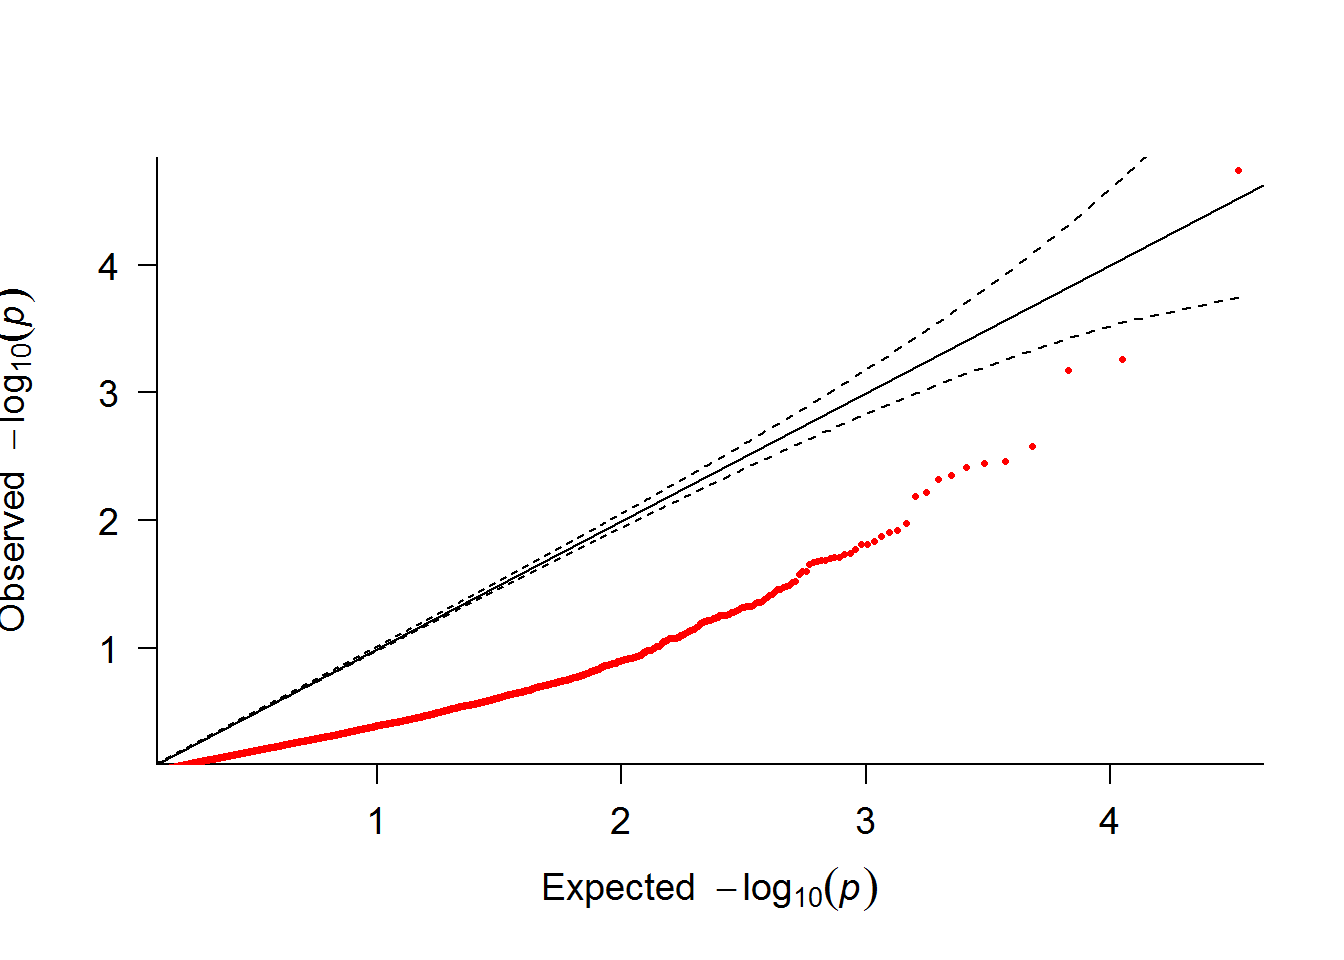 Observed −log₁₀(p)
4
3
2
1
1 2 3 4
Expected −log₁₀(p)